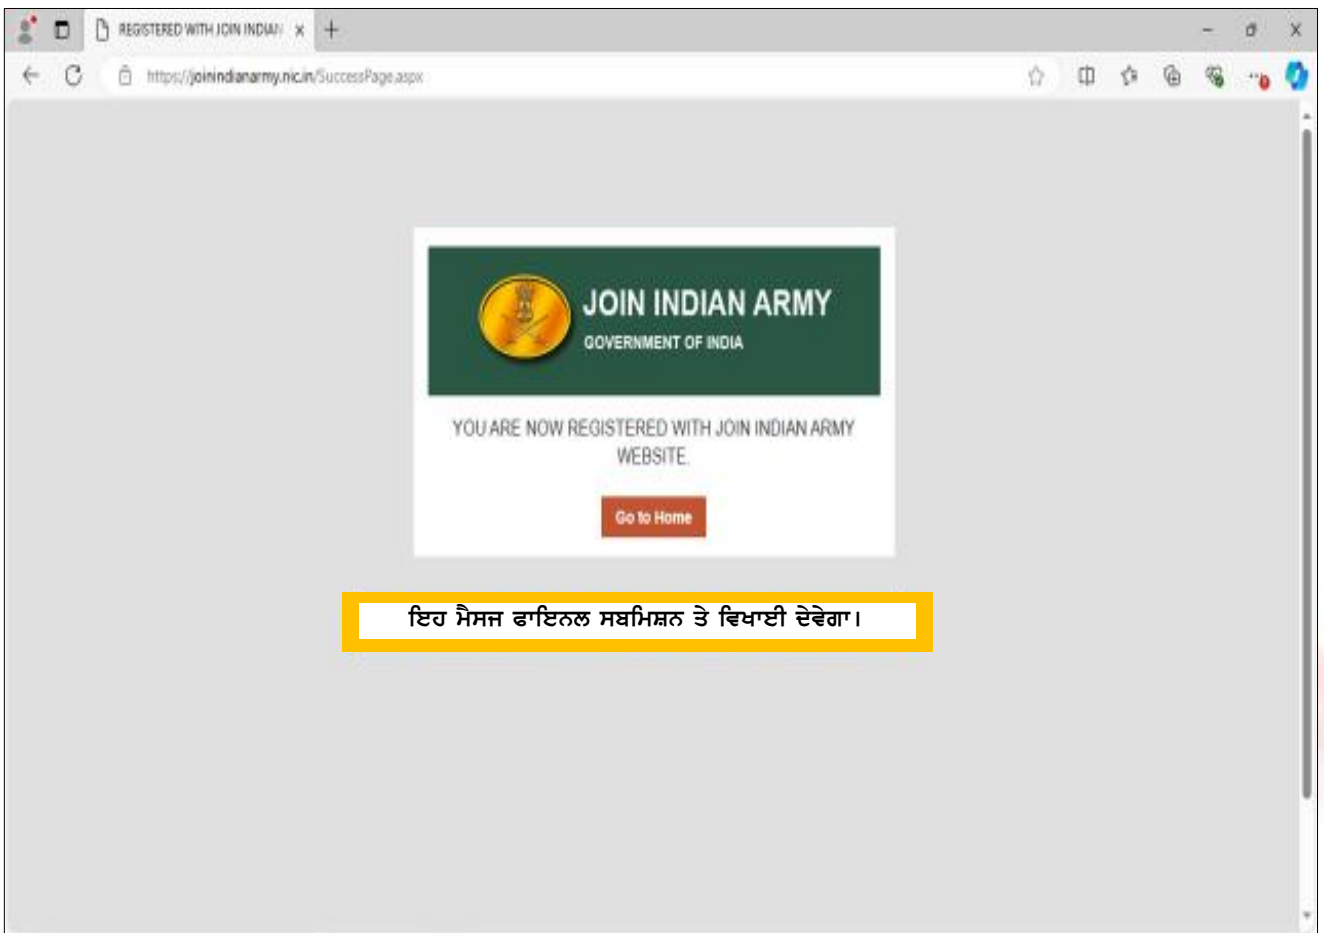 REGISTERED WITH JOIN INDIAN
https://joinindianarmy.nic.in/SuccessPage.aspx
JOIN INDIAN ARMY
GOVERNMENT OF INDIA
YOU ARE NOW REGISTERED WITH JOIN INDIAN ARMY
WEBSITE.
Go to Home
ਇਹ ਮੈਸਜ ਫਾਇਨਲ ਸਬਮਿਸ਼ਨ ਤੇ ਵਿਖਾਈ ਦੇਵੇਗਾ।